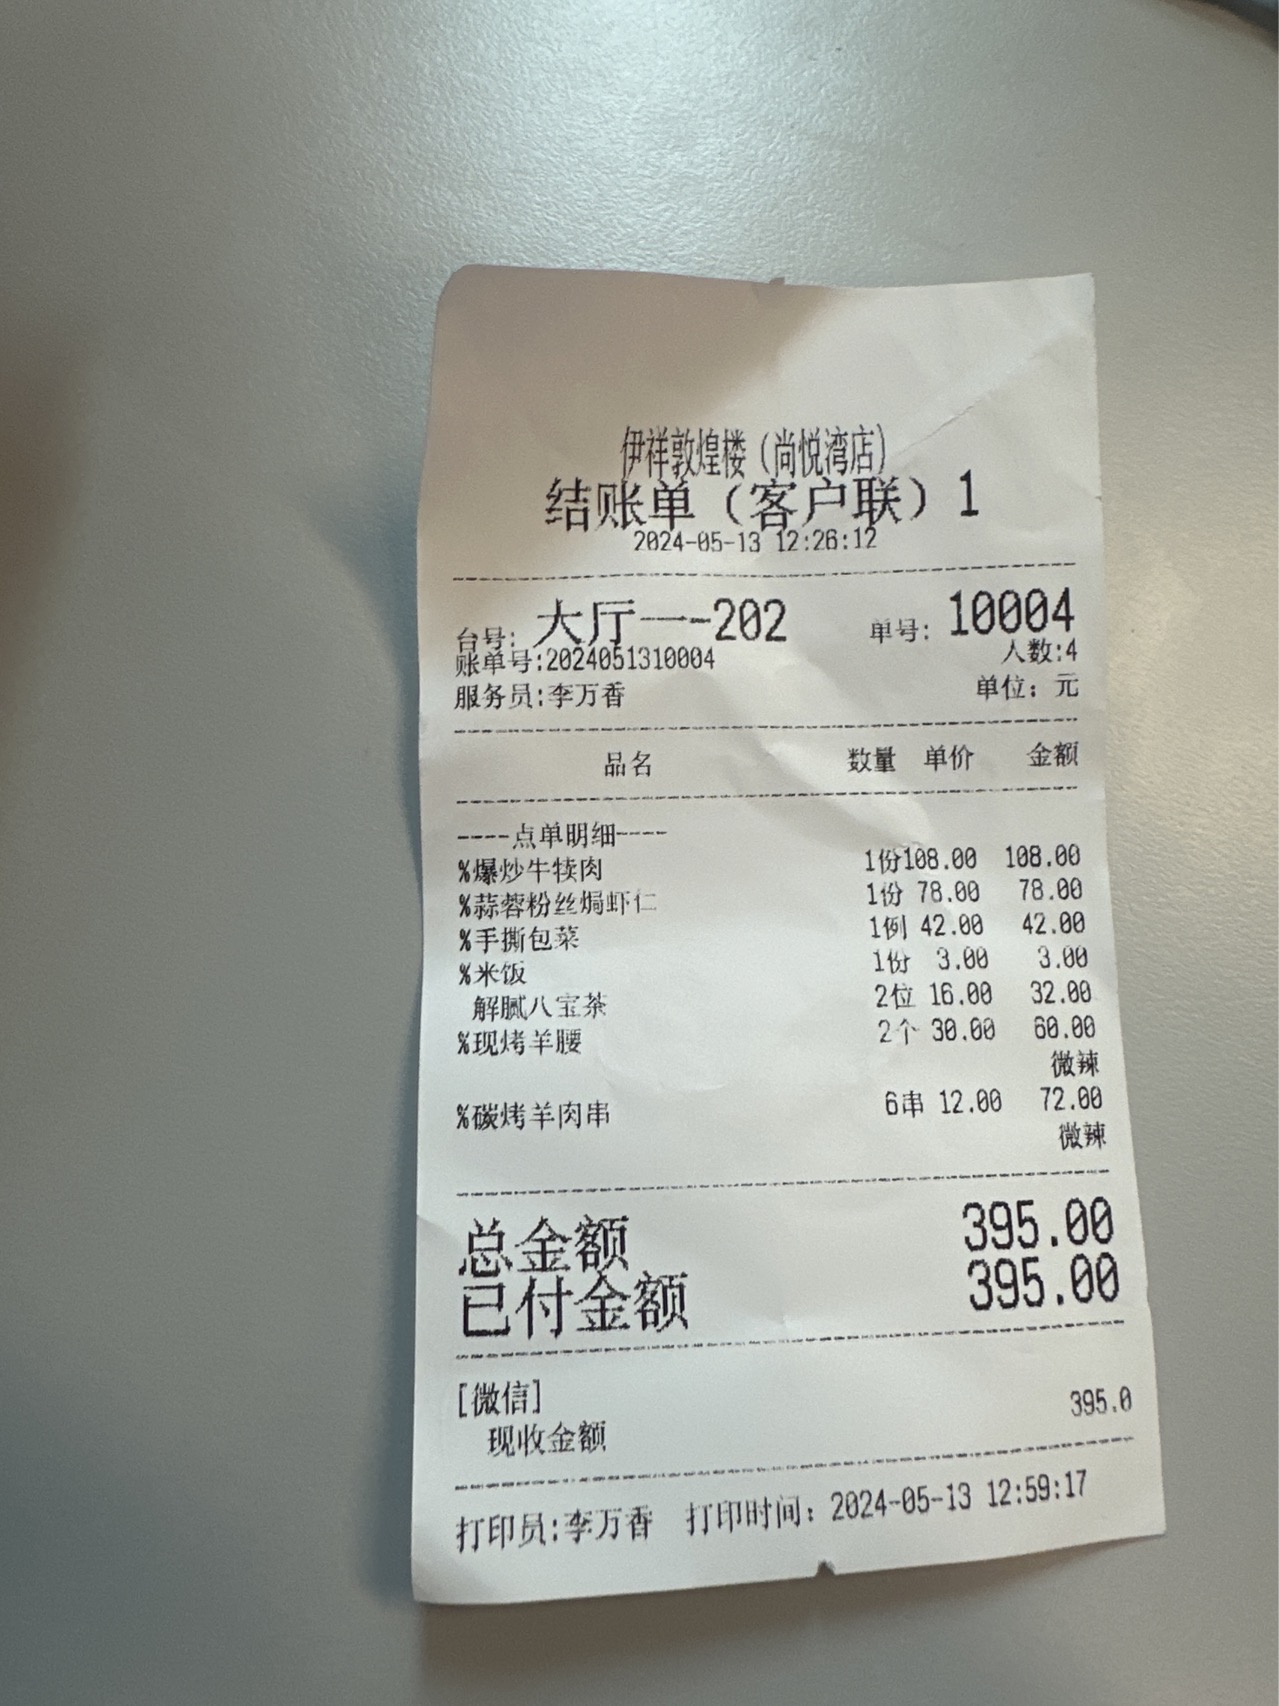 伊祥敦煌楼（尚悦湾店）
结账单（客户联）1
2024-05-13 12:26:12
台号: 大厅一-202 单号: 10004
账单号:2024051310004 人数:4
服务员:李万香 单位: 元
品名 数量 单价 金额
----点单明细----
%爆炒牛犊肉 1份108.00 108.00
%蒜蓉粉丝焗虾仁 1份 78.00 78.00
%手撕包菜 1例 42.00 42.00
%米饭 1份 3.00 3.00
解腻八宝茶 2位 16.00 32.00
%现烤羊腰 2个 30.00 60.00
微辣
%碳烤羊肉串 6串 12.00 72.00
微辣
总金额 395.00
已付金额 395.00
[微信]
现收金额 395.0
打印员:李万香 打印时间: 2024-05-13 12:59:17